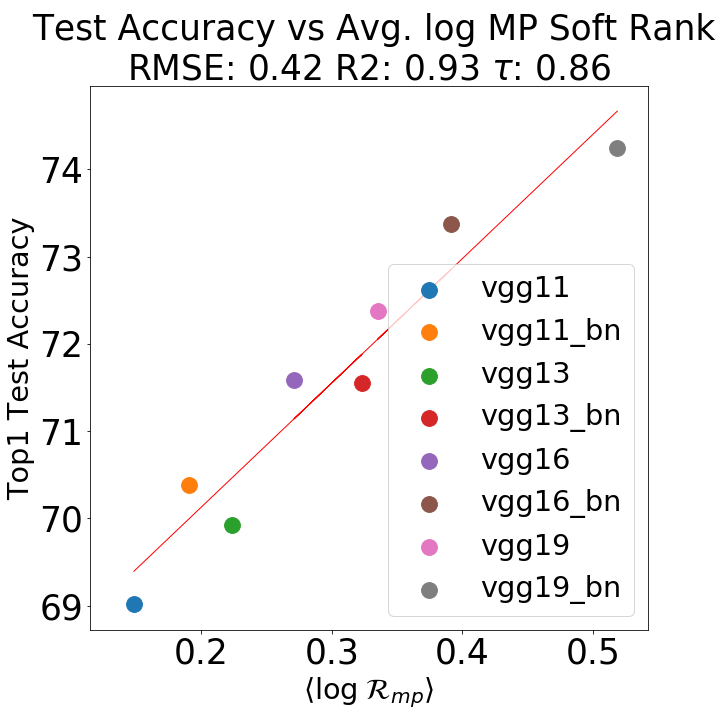 Test Accuracy vs Avg. log MP Soft Rank
RMSE: 0.42 R2: 0.93 τ: 0.86
Top1 Test Accuracy
74
73
72
71
70
69
vgg11
vgg11_bn
vgg13
vgg13_bn
vgg16
vgg16_bn
vgg19
vgg19_bn
0.2 0.3 0.4 0.5
⟨log ℛmp⟩